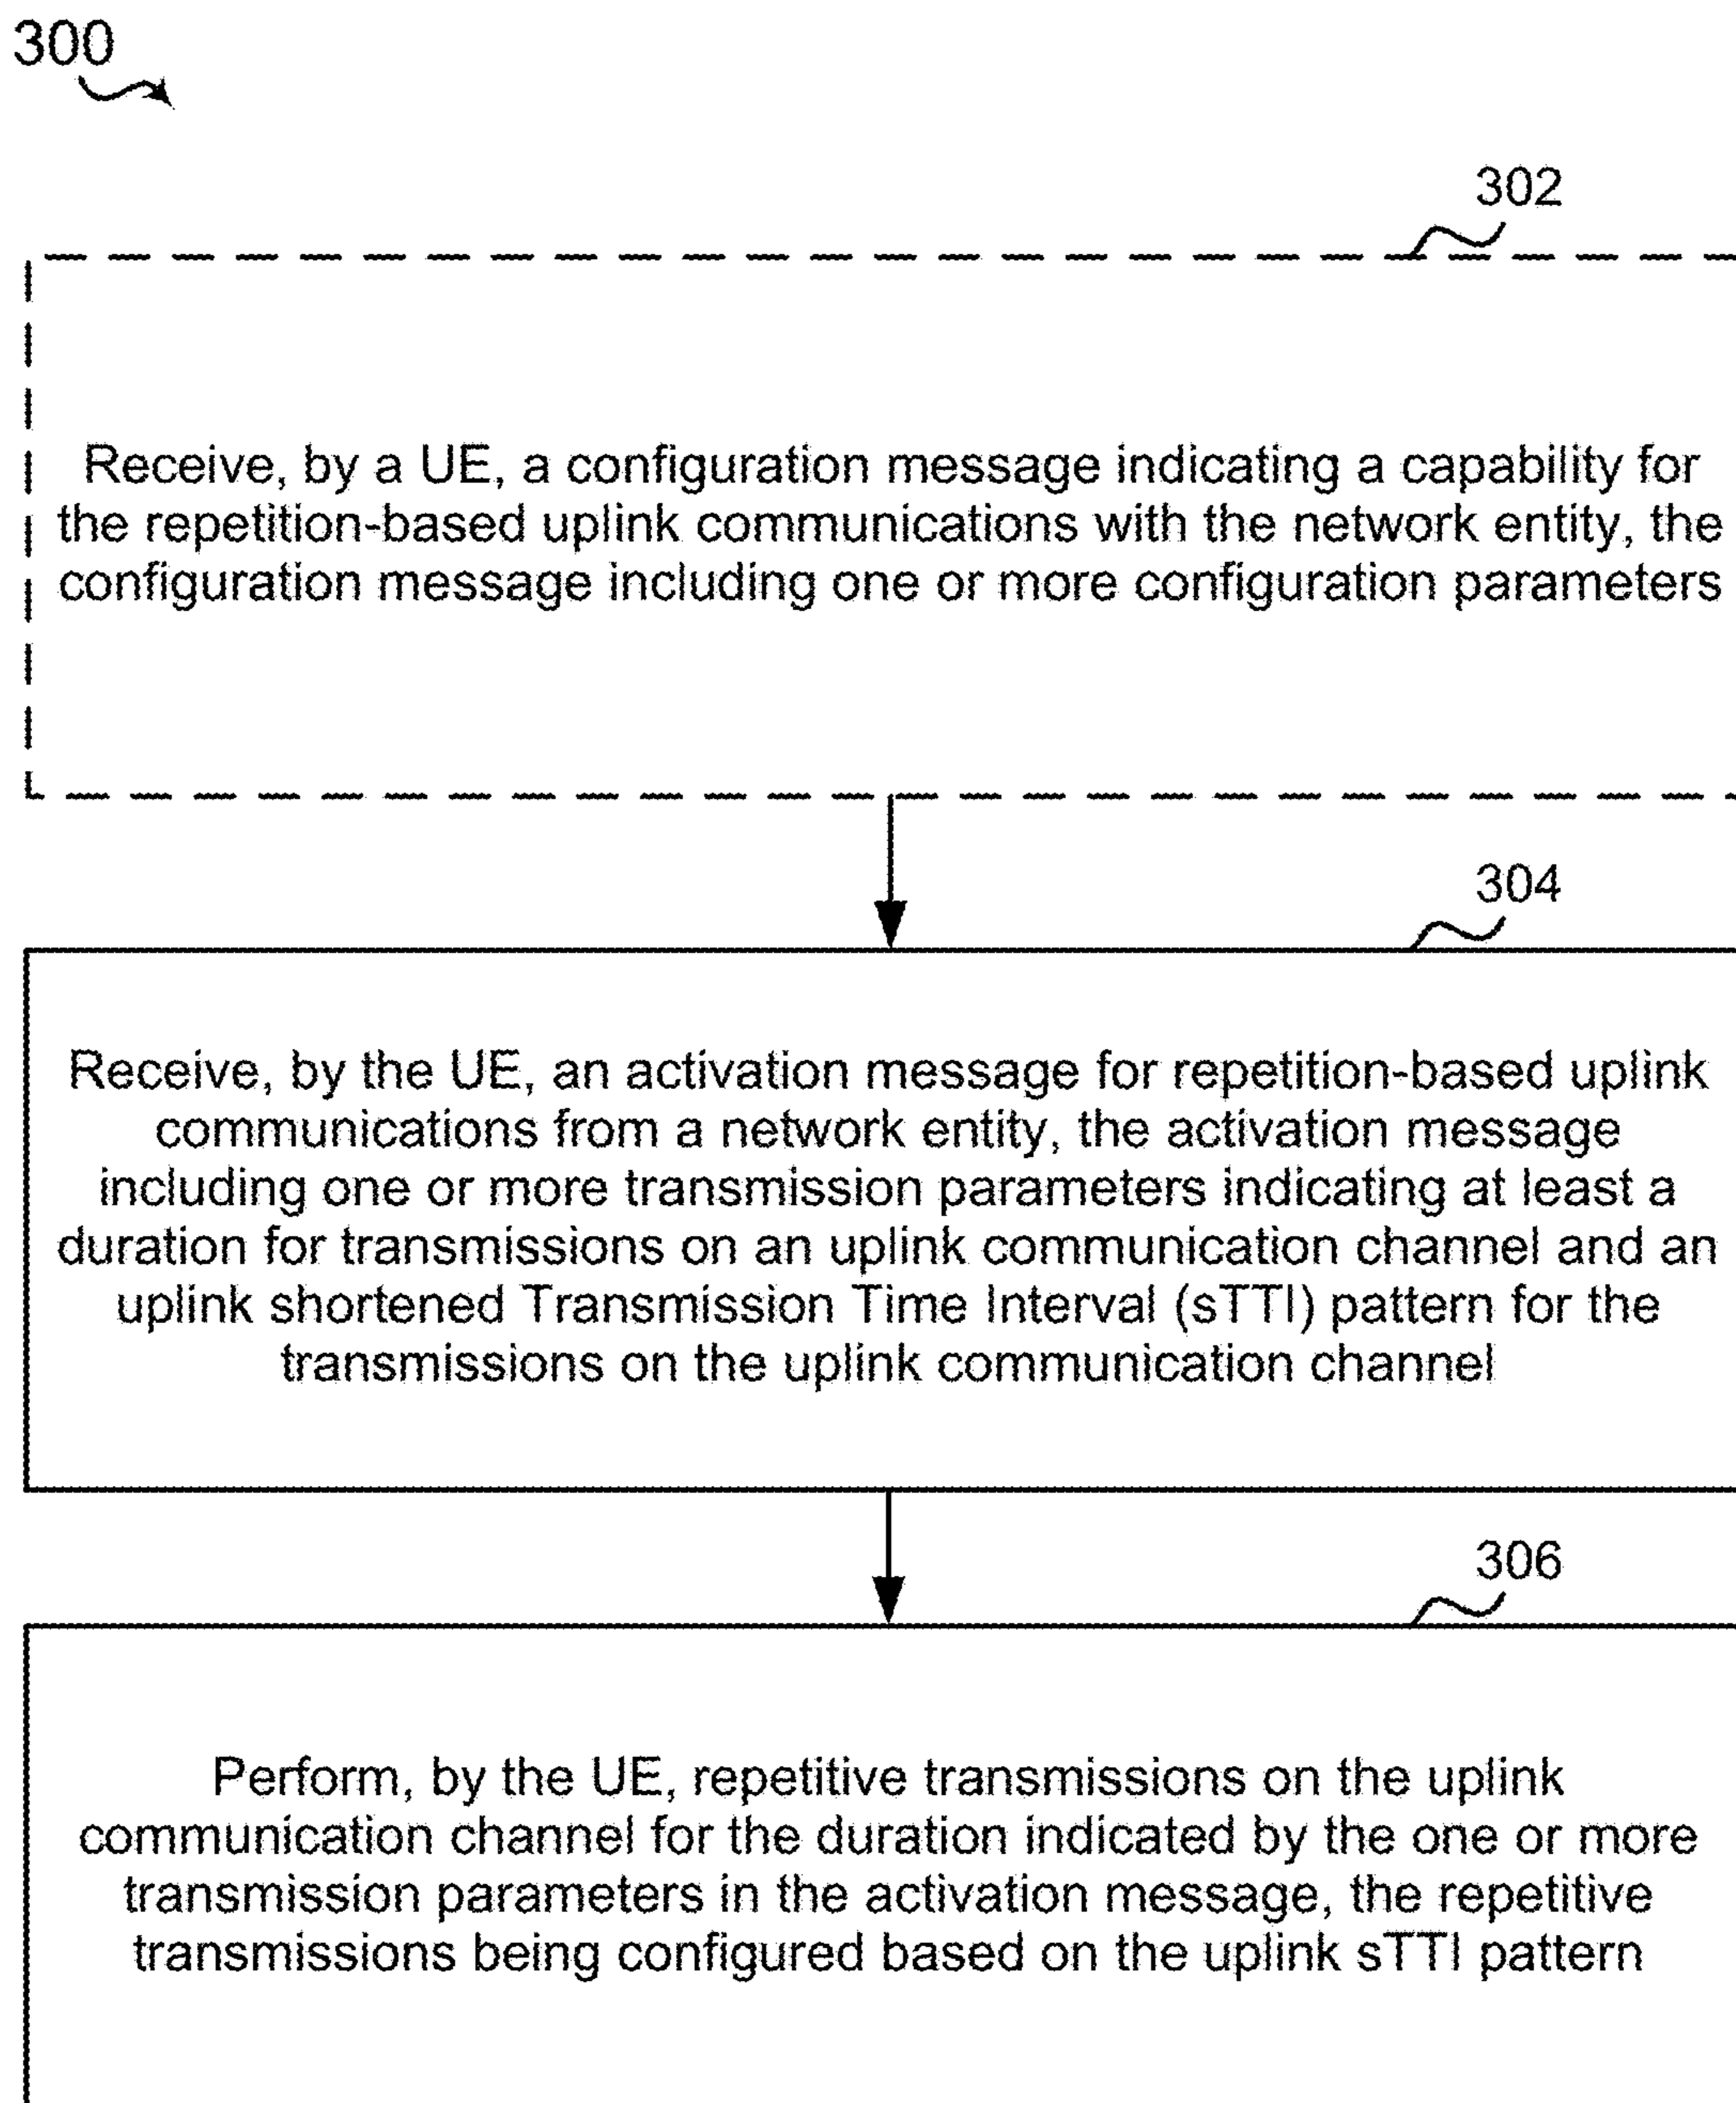 300
302
Receive, by a UE, a configuration message indicating a capability for
the repetition-based uplink communications with the network entity, the
configuration message including one or more configuration parameters
304
Receive, by the UE, an activation message for repetition-based uplink
communications from a network entity, the activation message
including one or more transmission parameters indicating at least a
duration for transmissions on an uplink communication channel and an
uplink shortened Transmission Time Interval (sTTI) pattern for the
transmissions on the uplink communication channel
306
Perform, by the UE, repetitive transmissions on the uplink
communication channel for the duration indicated by the one or more
transmission parameters in the activation message, the repetitive
transmissions being configured based on the uplink sTTI pattern